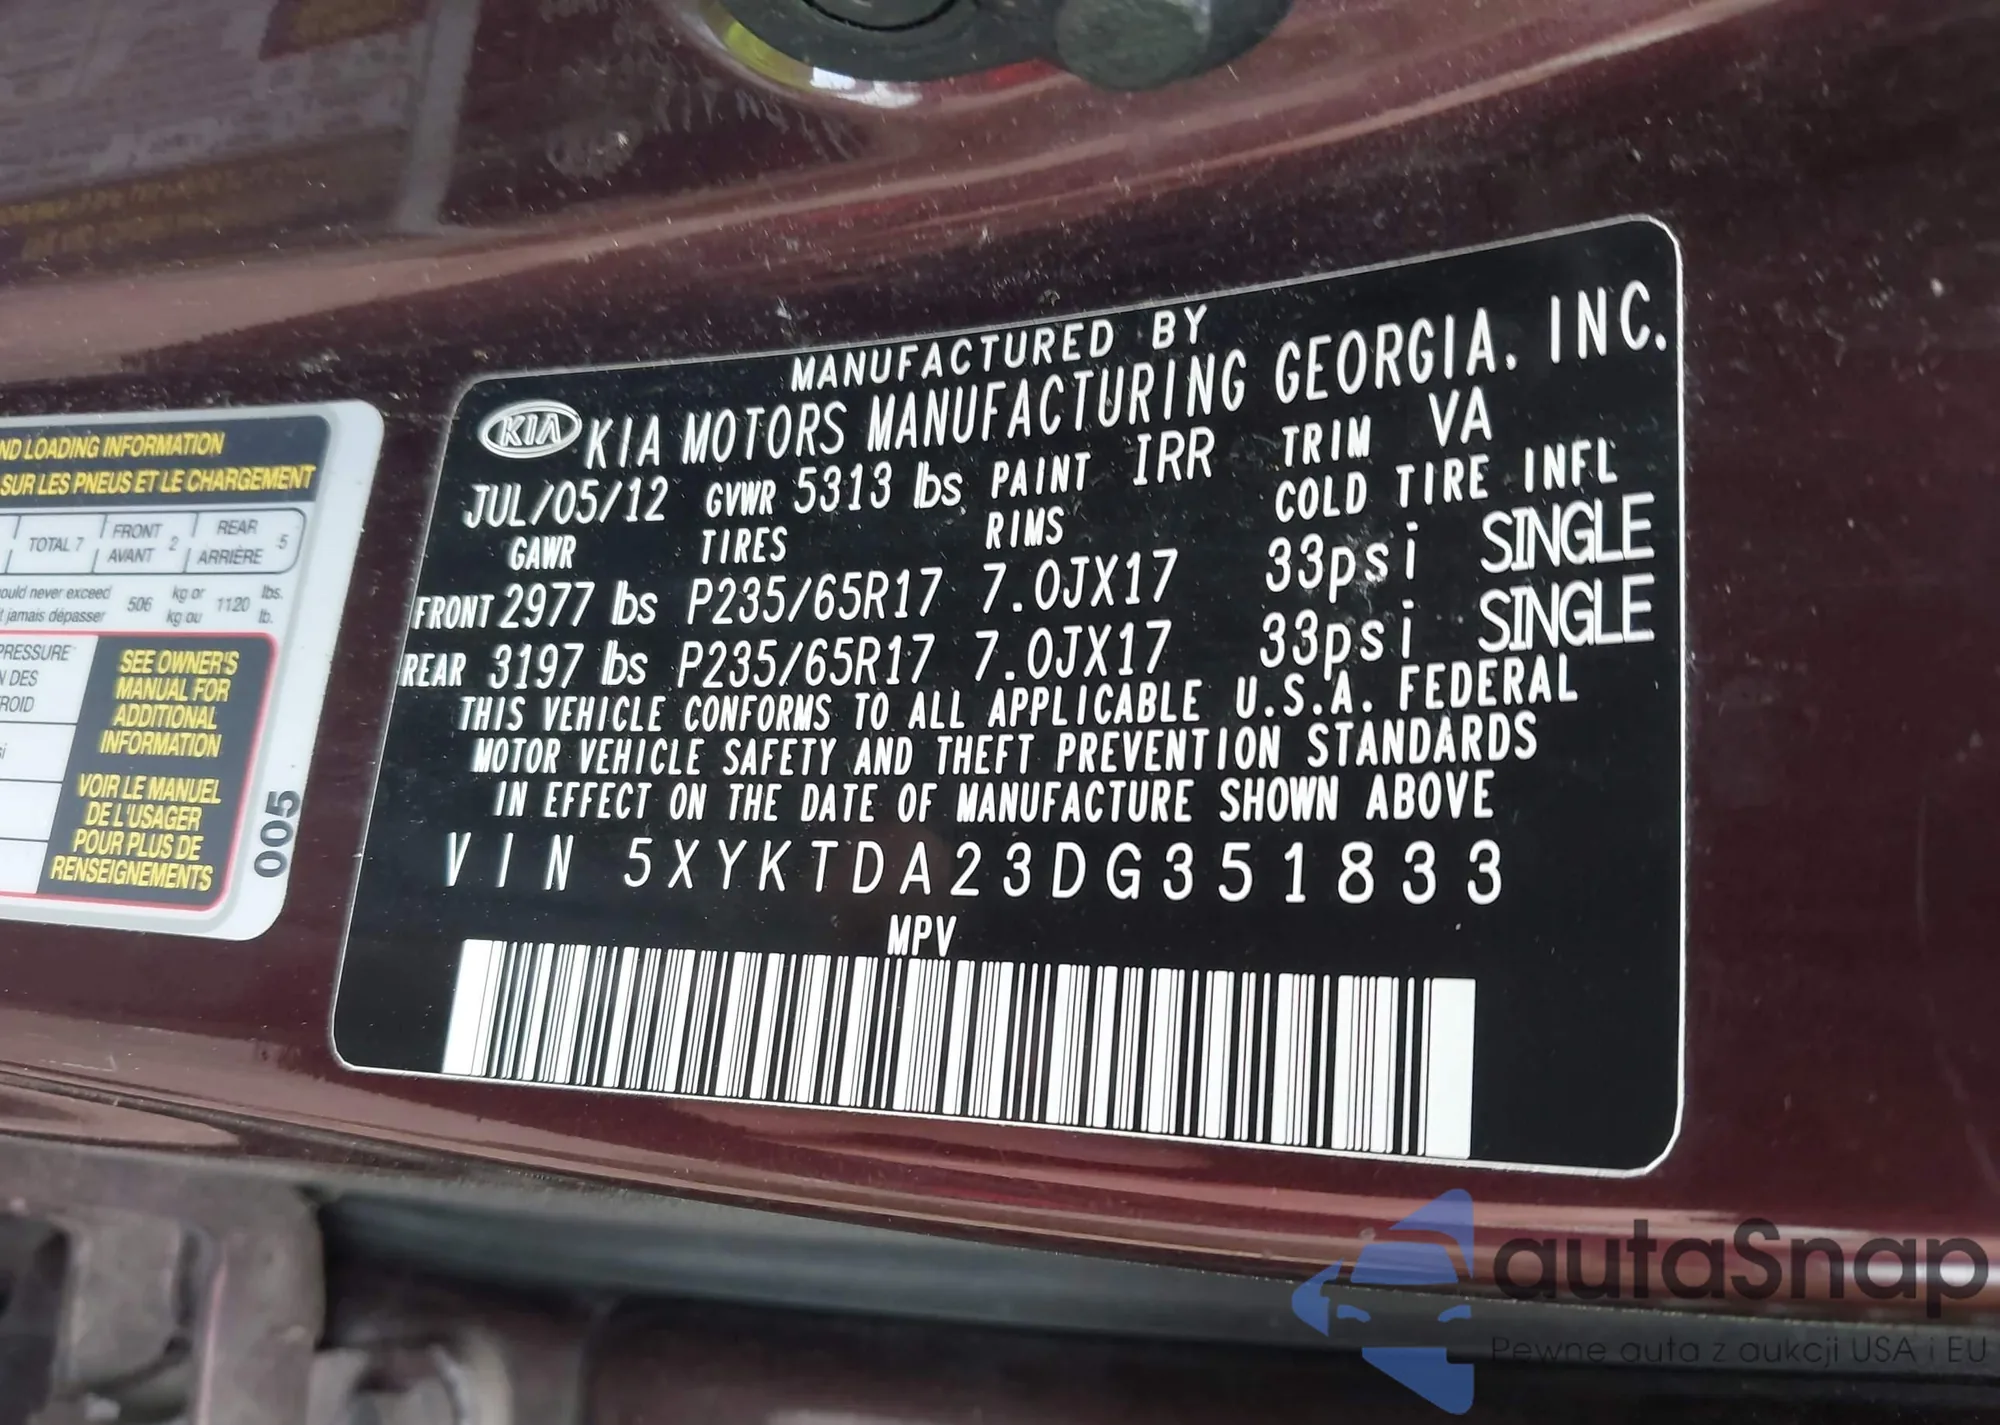 MANUFACTURED BY
KIA KIA MOTORS MANUFACTURING GEORGIA, INC.
JUL/05/12 GVWR 5313 lbs PAINT IRR TRIM VA
GAWR TIRES RIMS COLD TIRE INFL
FRONT 2977 lbs P235/65R17 7.0JX17 33psi SINGLE
REAR 3197 lbs P235/65R17 7.0JX17 33psi SINGLE
THIS VEHICLE CONFORMS TO ALL APPLICABLE U.S.A. FEDERAL
MOTOR VEHICLE SAFETY AND THEFT PREVENTION STANDARDS
IN EFFECT ON THE DATE OF MANUFACTURE SHOWN ABOVE
VIN 5XYKTDA23DG351833
MPV
LOADING INFORMATION
SUR LES PNEUS ET LE CHARGEMENT
TOTAL 7 FRONT AVANT 2 REAR ARRIÈRE 5
never exceed 506 kg or 1120 lbs.
jamais dépasser kg ou lb.
PRESSURE
DES
SEE OWNER'S
MANUAL FOR
ADDITIONAL
INFORMATION
VOIR LE MANUEL
DE L'USAGER
POUR PLUS DE
RENSEIGNEMENTS
005
autaSnap
Pewne auta z aukcji USA i EU